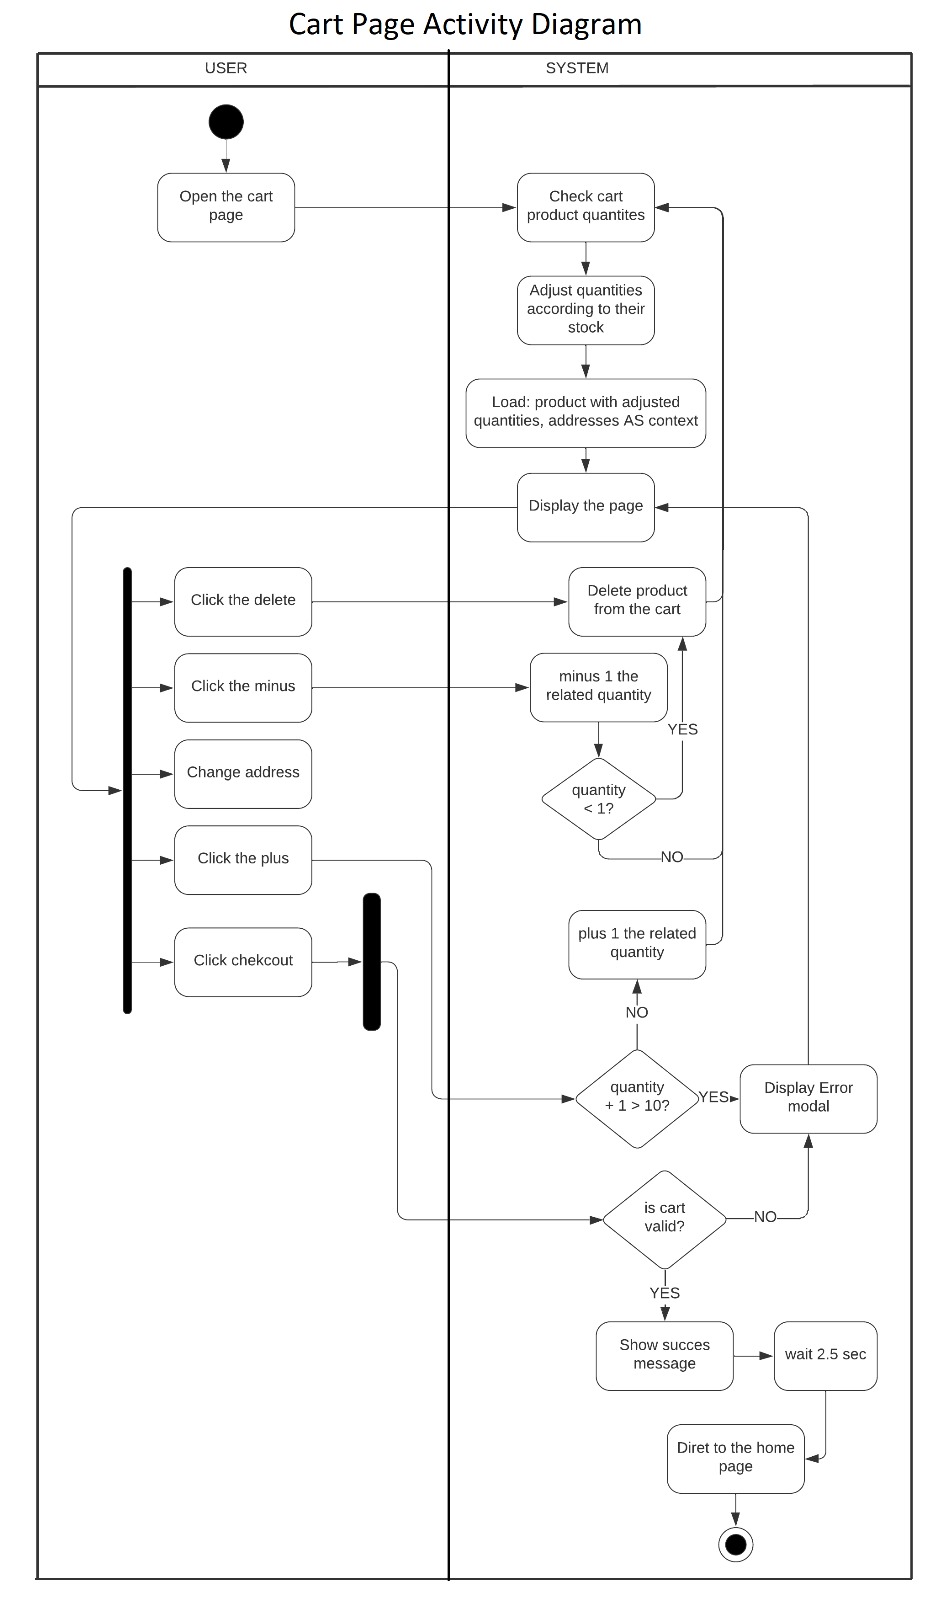 Cart Page Activity Diagram
USER
SYSTEM
Open the cart
page
Check cart
product quantites
Adjust quantities
according to their
stock
Load: product with adjusted
quantities, addresses AS context
Display the page
Click the delete
Delete product
from the cart
Click the minus
minus 1 the
related quantity
YES
Change address
quantity
< 1?
NO
Click the plus
plus 1 the related
quantity
Click chekcout
NO
quantity
+ 1 > 10?
YES
Display Error
modal
is cart
valid?
NO
YES
Show succes
message
wait 2.5 sec
Diret to the home
page